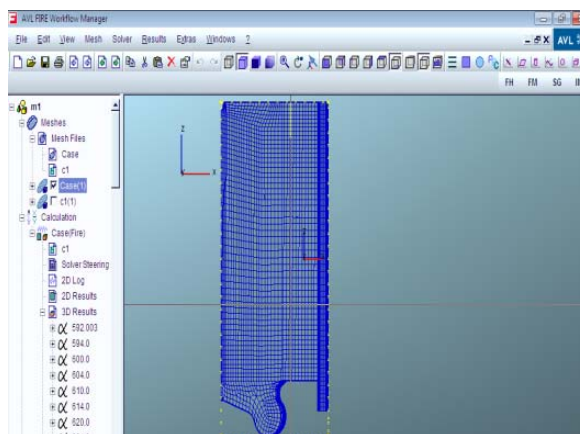 AVL FIRE Workflow Manager
File Edit View Mesh Solver Results Extras Windows ?
AVL
FH FM SG
m1
Meshes
Mesh Files
Case
c1
Case(1)
c1(1)
Calculation
Case(Fire)
c1
Solver Steering
2D Log
2D Results
3D Results
592.003
594.0
600.0
604.0
610.0
614.0
620.0
Z
X
Z